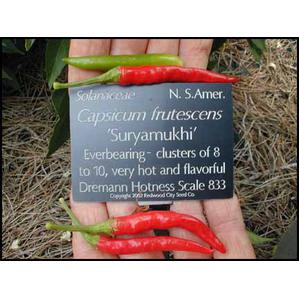 Solanaceae N. S.Amer.
Capsicum frutescens
'Suryamukhi'
Everbearing - clusters of 8
to 10, very hot and flavorful
Dremann Hotness Scale 833
Copyright 2002 Redwood City Seed Co.